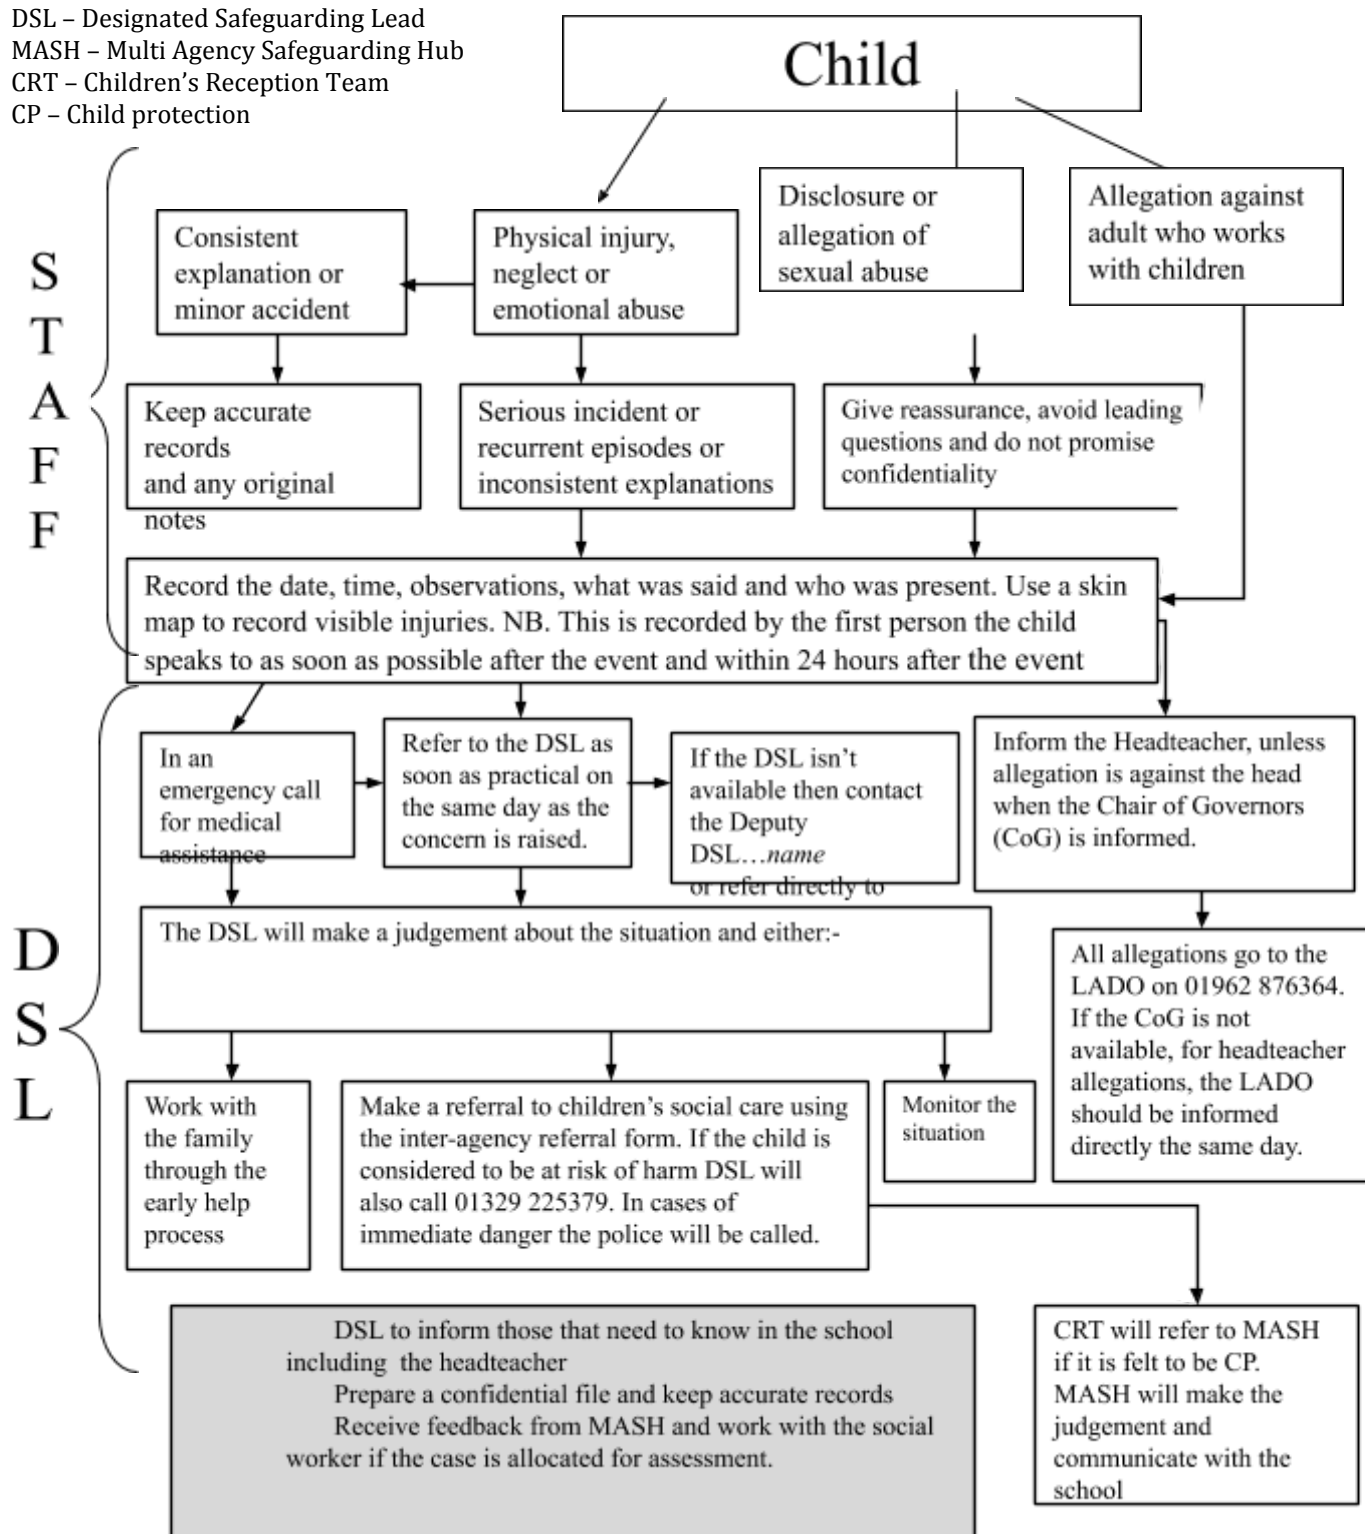 DSL – Designated Safeguarding Lead
MASH – Multi Agency Safeguarding Hub
CRT – Children’s Reception Team
CP – Child protection
Child
STAFF
Consistent
explanation or
minor accident
Physical injury,
neglect or
emotional abuse
Disclosure or
allegation of
sexual abuse
Allegation against
adult who works
with children
Keep accurate
records
and any original
notes
Serious incident or
recurrent episodes or
inconsistent explanations
Give reassurance, avoid leading
questions and do not promise
confidentiality
Record the date, time, observations, what was said and who was present. Use a skin
map to record visible injuries. NB. This is recorded by the first person the child
speaks to as soon as possible after the event and within 24 hours after the event
DSL
In an
emergency call
for medical
assistance
Refer to the DSL as
soon as practical on
the same day as the
concern is raised.
If the DSL isn’t
available then contact
the Deputy
DSL…name
or refer directly to
Inform the Headteacher, unless
allegation is against the head
when the Chair of Governors
(CoG) is informed.
The DSL will make a judgement about the situation and either:-
All allegations go to the
LADO on 01962 876364.
If the CoG is not
available, for headteacher
allegations, the LADO
should be informed
directly the same day.
Work with
the family
through the
early help
process
Make a referral to children’s social care using
the inter-agency referral form. If the child is
considered to be at risk of harm DSL will
also call 01329 225379. In cases of
immediate danger the police will be called.
Monitor the
situation
DSL to inform those that need to know in the school
including the headteacher
Prepare a confidential file and keep accurate records
Receive feedback from MASH and work with the social
worker if the case is allocated for assessment.
CRT will refer to MASH
if it is felt to be CP.
MASH will make the
judgement and
communicate with the
school